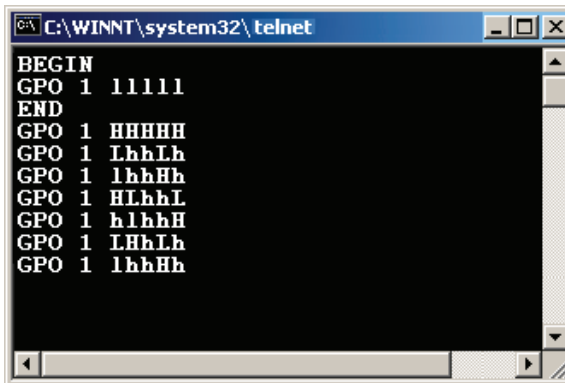 C:\WINNT\system32\telnet
BEGIN
GPO 1 lllll
END
GPO 1 HHHHH
GPO 1 LhhLh
GPO 1 lhhHh
GPO 1 HLhhL
GPO 1 hlhhH
GPO 1 LHhLh
GPO 1 lhhHh